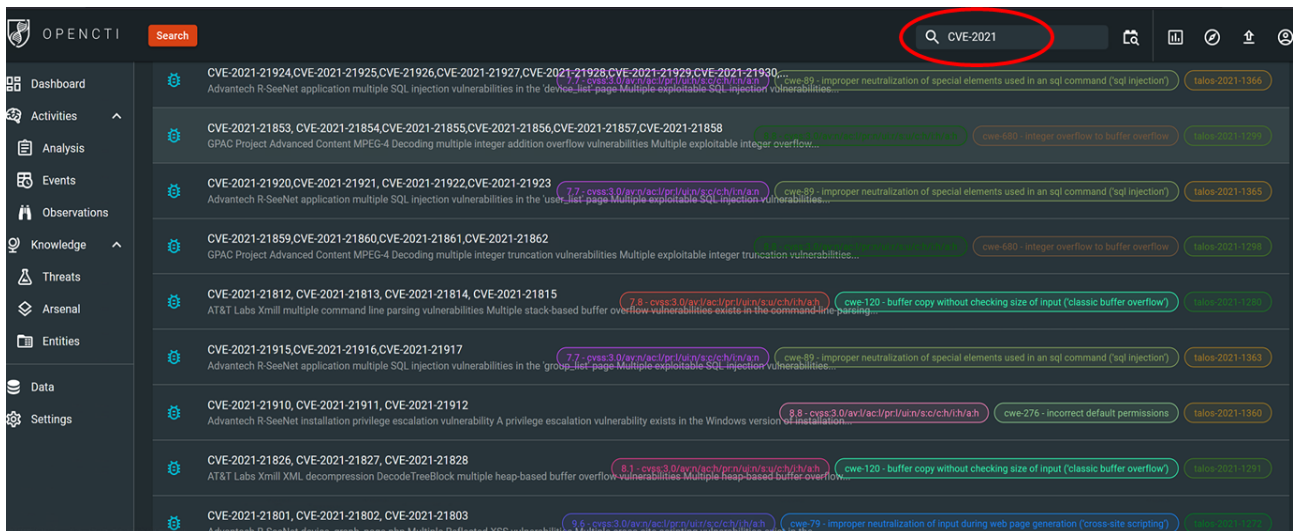 OPENCTI
Search
CVE-2021
Dashboard
Activities
Analysis
Events
Observations
Knowledge
Threats
Arsenal
Entities
Data
Settings
CVE-2021-21924,CVE-2021-21925,CVE-21926,CVE-2021-21927,CVE-2021-21928,CVE-2021-21929,CVE-2021-21930,...
Advantech R-SeeNet application multiple SQL injection vulnerabilities in the 'device_list' page Multiple exploitable SQL injection vulnerabilities...
7.7 - cvss:3.0/av:n/ac:l/pr:l/ui:n/s:c/c:h/i:n/a:n
cwe-89 - improper neutralization of special elements used in an sql command ('sql injection')
talos-2021-1366
CVE-2021-21853, CVE-2021-21854,CVE-2021-21855,CVE-2021-21856,CVE-2021-21857,CVE-2021-21858
GPAC Project Advanced Content MPEG-4 Decoding multiple integer addition overflow vulnerabilities Multiple exploitable integer overflow...
cwe-680 - integer overflow to buffer overflow
talos-2021-1299
CVE-2021-21920,CVE-2021-21921, CVE-2021-21922,CVE-2021-21923
Advantech R-SeeNet application multiple SQL injection vulnerabilities in the 'user_list' page Multiple exploitable SQL injection vulnerabilities...
7.7 - cvss:3.0/av:n/ac:l/pr:l/ui:n/s:c/c:h/i:n/a:n
cwe-89 - improper neutralization of special elements used in an sql command ('sql injection')
talos-2021-1365
CVE-2021-21859,CVE-2021-21860,CVE-2021-21861,CVE-2021-21862
GPAC Project Advanced Content MPEG-4 Decoding multiple integer truncation vulnerabilities Multiple exploitable integer truncation vulnerabilities...
cwe-680 - integer overflow to buffer overflow
talos-2021-1298
CVE-2021-21812, CVE-2021-21813, CVE-2021-21814, CVE-2021-21815
AT&T Labs Xmill multiple command line parsing vulnerabilities Multiple stack-based buffer overflow vulnerabilities exists in the command-line parsing...
7.8 - cvss:3.0/av:l/ac:l/pr:l/ui:n/s:u/c:h/i:h/a:h
cwe-120 - buffer copy without checking size of input ('classic buffer overflow')
talos-2021-1280
CVE-2021-21915,CVE-2021-21916,CVE-2021-21917
Advantech R-SeeNet application multiple SQL injection vulnerabilities in the 'group_list' page Multiple exploitable SQL injection vulnerabilities...
7.7 - cvss:3.0/av:n/ac:l/pr:l/ui:n/s:c/c:h/i:n/a:n
cwe-89 - improper neutralization of special elements used in an sql command ('sql injection')
talos-2021-1363
CVE-2021-21910, CVE-2021-21911, CVE-2021-21912
Advantech R-SeeNet installation privilege escalation vulnerability A privilege escalation vulnerability exists in the Windows version of installation...
8.8 - cvss:3.0/av:l/ac:l/pr:l/ui:n/s:c/c:h/i:h/a:h
cwe-276 - incorrect default permissions
talos-2021-1360
CVE-2021-21826, CVE-2021-21827, CVE-2021-21828
AT&T Labs Xmill XML decompression DecodeTreeBlock multiple heap-based buffer overflow vulnerabilities Multiple heap-based buffer overflow...
8.1 - cvss:3.0/av:n/ac:h/pr:n/ui:n/s:u/c:h/i:h/a:h
cwe-120 - buffer copy without checking size of input ('classic buffer overflow')
talos-2021-1291
CVE-2021-21801, CVE-2021-21802, CVE-2021-21803
9.6 - cvss:3.0/av:n/ac:l/pr:n/ui:r/s:c/c:h/i:h/a:h
cwe-79 - improper neutralization of input during web page generation ('cross-site scripting')
talos-2021-1272